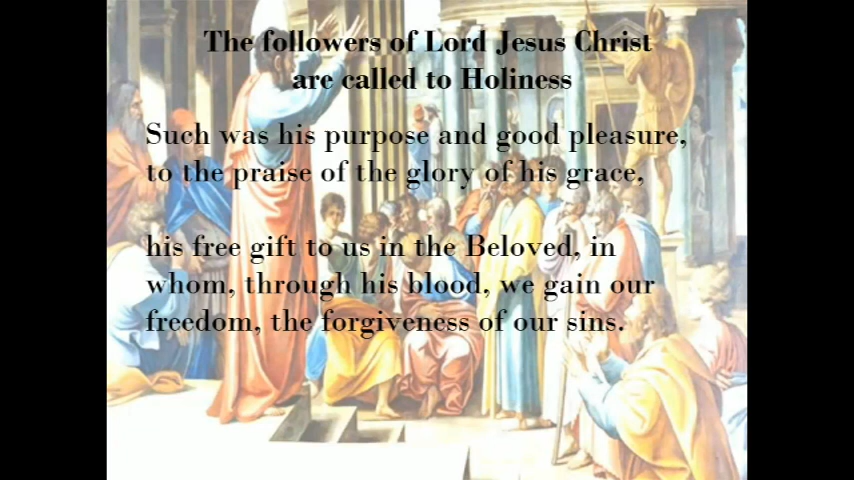 The followers of Lord Jesus Christ
are called to Holiness
Such was his purpose and good pleasure,
to the praise of the glory of his grace,
his free gift to us in the Beloved, in
whom, through his blood, we gain our
freedom, the forgiveness of our sins.